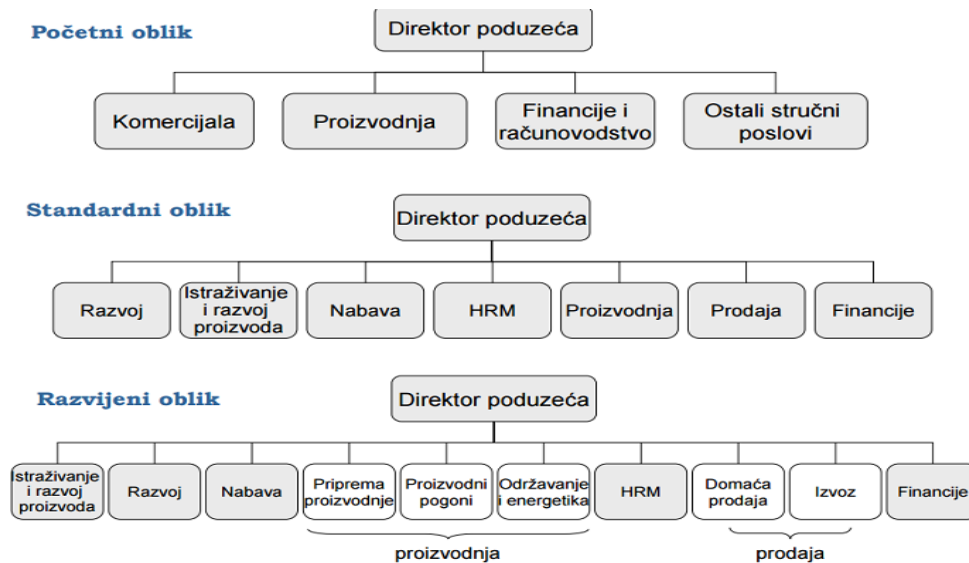 Početni oblik
Direktor poduzeća
Komercijala
Proizvodnja
Financije i
računovodstvo
Ostali stručni
poslovi
Standardni oblik
Direktor poduzeća
Razvoj
Istraživanje
i razvoj
proizvoda
Nabava
HRM
Proizvodnja
Prodaja
Financije
Razvijeni oblik
Direktor poduzeća
Istraživanje
i razvoj
proizvoda
Razvoj
Nabava
Priprema
proizvodnje
Proizvodni
pogoni
Održavanje
i energetika
HRM
Domaća
prodaja
Izvoz
Financije
proizvodnja
prodaja